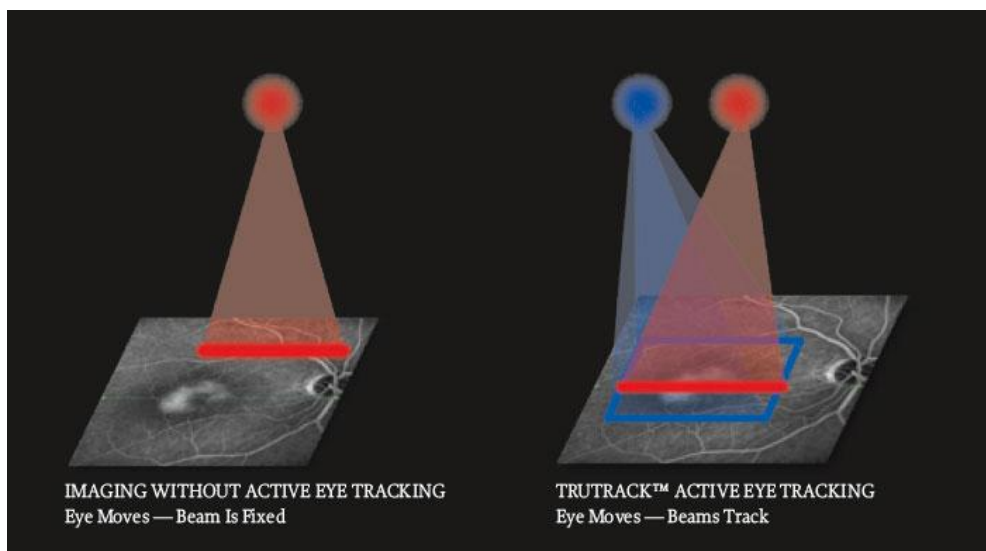 IMAGING WITHOUT ACTIVE EYE TRACKING
Eye Moves — Beam Is Fixed
TRUTRACK™ ACTIVE EYE TRACKING
Eye Moves — Beams Track